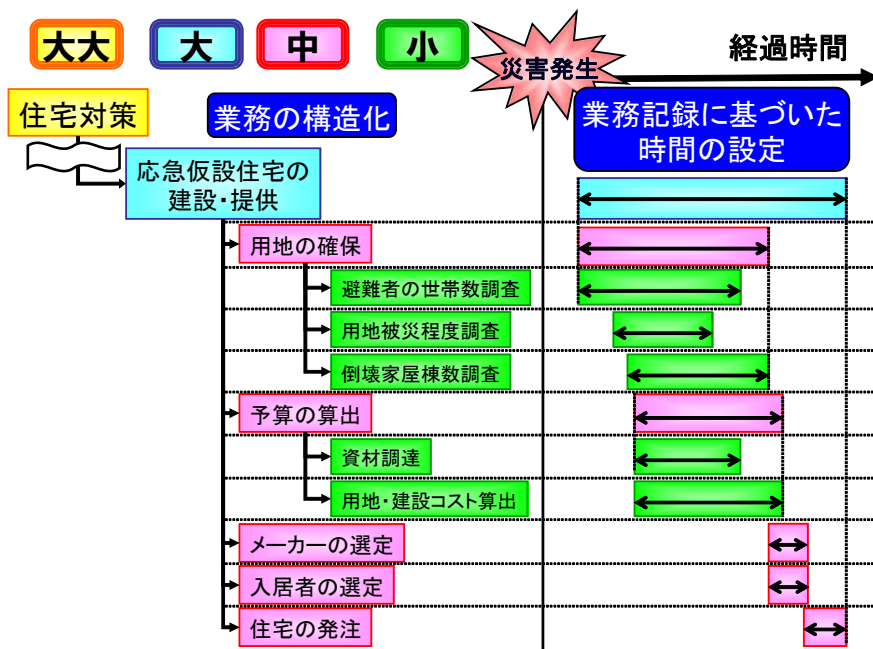 大大
大
中
小
災害発生
経過時間
住宅対策
業務の構造化
業務記録に基づいた
時間の設定
応急仮設住宅の
建設・提供
用地の確保
避難者の世帯数調査
用地被災程度調査
倒壊家屋棟数調査
予算の算出
資材調達
用地・建設コスト算出
メーカーの選定
入居者の選定
住宅の発注